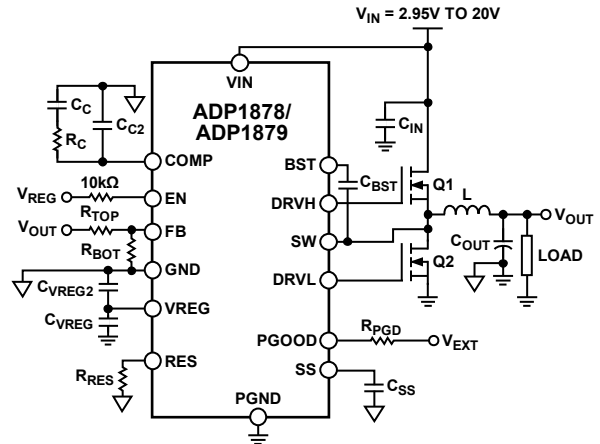 V_IN = 2.95V TO 20V
VIN
ADP1878/
ADP1879
C_C
C_C2
R_C
C_IN
COMP
BST
10kΩ
C_BST
Q1
V_REG
EN
DRVH
L
R_TOP
V_OUT
V_OUT
FB
SW
C_OUT
LOAD
R_BOT
Q2
GND
C_VREG2
DRVL
VREG
C_VREG
R_PGD
PGOOD
V_EXT
RES
SS
R_RES
C_SS
PGND